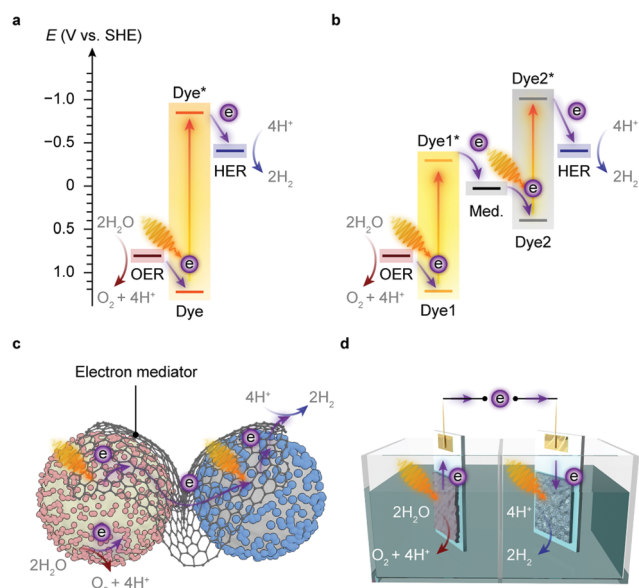 a
E (V vs. SHE)
−1.0
−0.5
0
0.5
1.0
Dye*
e
4H⁺
HER
2H₂
2H₂O
OER
e
O₂ + 4H⁺
Dye
b
Dye2*
e
4H⁺
HER
2H₂
Dye1*
e
Med.
e
Dye2
2H₂O
OER
e
O₂ + 4H⁺
Dye1
c
Electron mediator
4H⁺
2H₂
e
e
e
e
2H₂O
O₂ + 4H⁺
d
e
e
e
2H₂O
4H⁺
O₂ + 4H⁺
2H₂